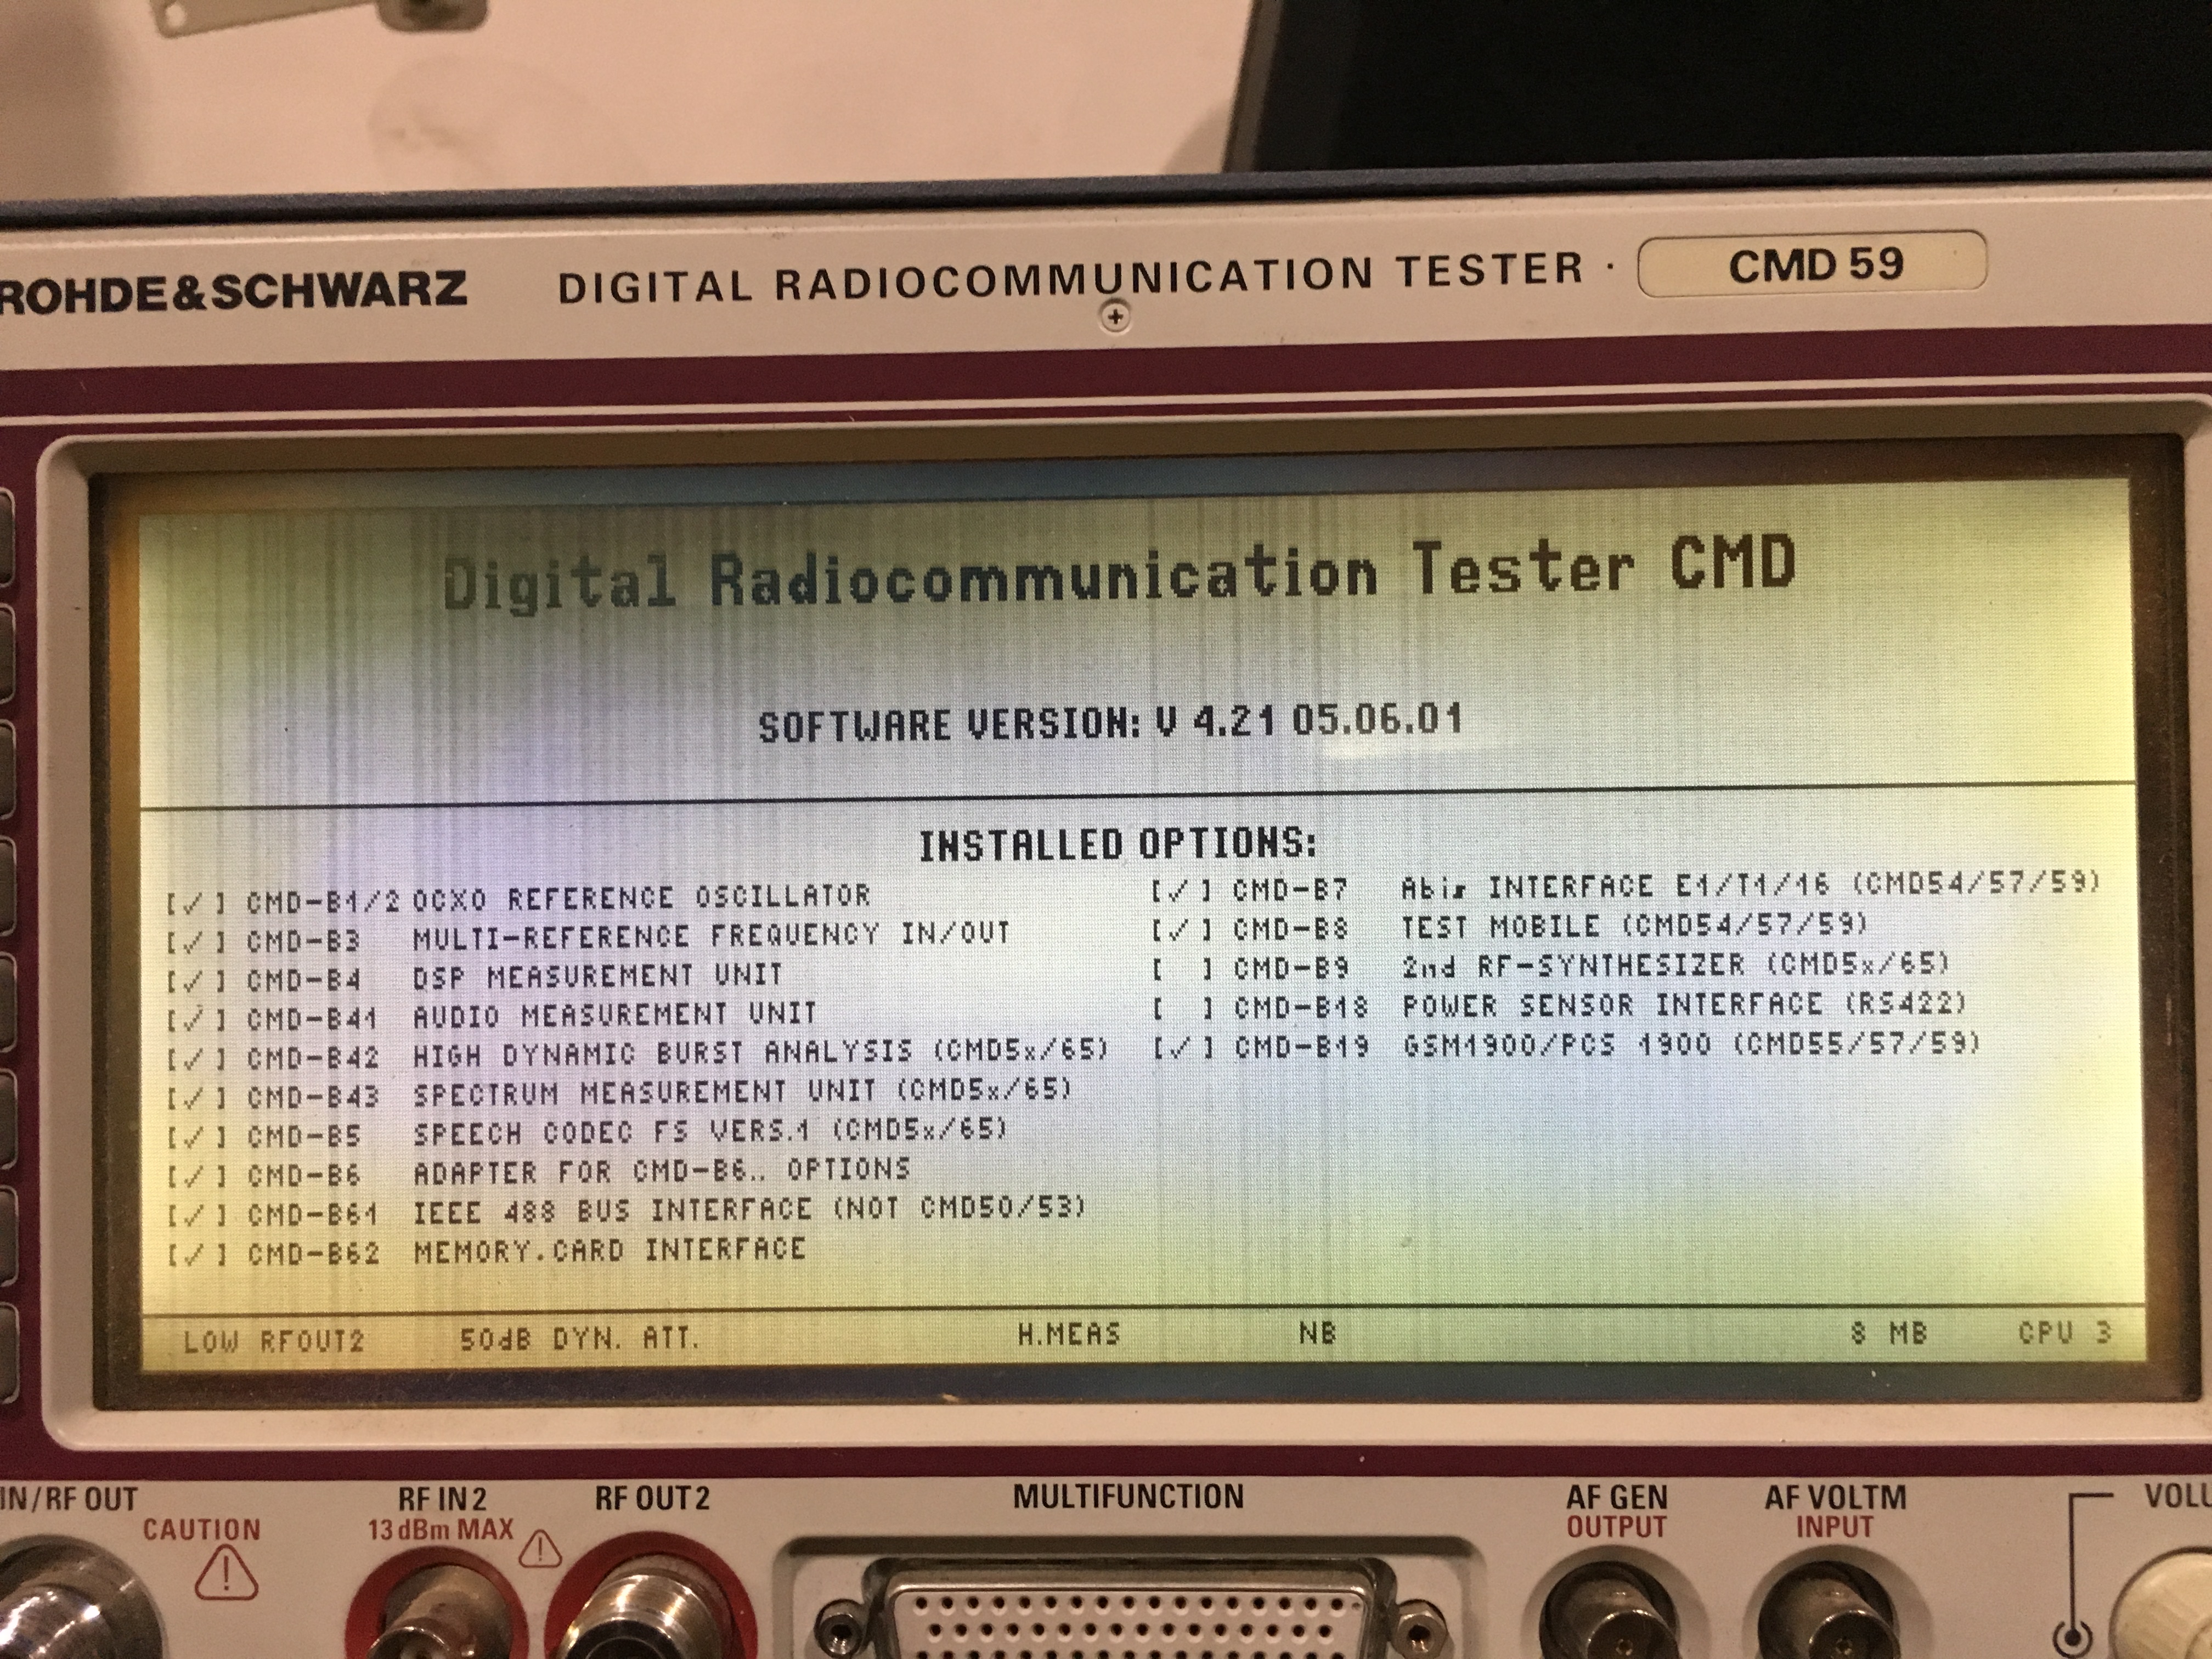 ROHDE&SCHWARZ DIGITAL RADIOCOMMUNICATION TESTER · CMD 59
Digital Radiocommunication Tester CMD
SOFTWARE VERSION: V 4.21 05.06.01
INSTALLED OPTIONS:
[✓] CMD-B1/2 OCXO REFERENCE OSCILLATOR
[✓] CMD-B3 MULTI-REFERENCE FREQUENCY IN/OUT
[✓] CMD-B4 DSP MEASUREMENT UNIT
[✓] CMD-B41 AUDIO MEASUREMENT UNIT
[✓] CMD-B42 HIGH DYNAMIC BURST ANALYSIS (CMD5x/65)
[✓] CMD-B43 SPECTRUM MEASUREMENT UNIT (CMD5x/65)
[✓] CMD-B5 SPEECH CODEC FS VERS.1 (CMD5x/65)
[✓] CMD-B6 ADAPTER FOR CMD-B6.. OPTIONS
[✓] CMD-B61 IEEE 488 BUS INTERFACE (NOT CMD50/53)
[✓] CMD-B62 MEMORY.CARD INTERFACE
[✓] CMD-B7 Abis INTERFACE E1/T1/16 (CMD54/57/59)
[✓] CMD-B8 TEST MOBILE (CMD54/57/59)
[ ] CMD-B9 2nd RF-SYNTHESIZER (CMD5x/65)
[ ] CMD-B18 POWER SENSOR INTERFACE (RS422)
[✓] CMD-B19 GSM1900/PCS 1900 (CMD55/57/59)
LOW RFOUT2 50dB DYN. ATT. H.MEAS NB 8 MB CPU 3
IN/RF OUT
CAUTION
RF IN 2
13 dBm MAX
RF OUT 2
MULTIFUNCTION
AF GEN
OUTPUT
AF VOLTM
INPUT
VOLU